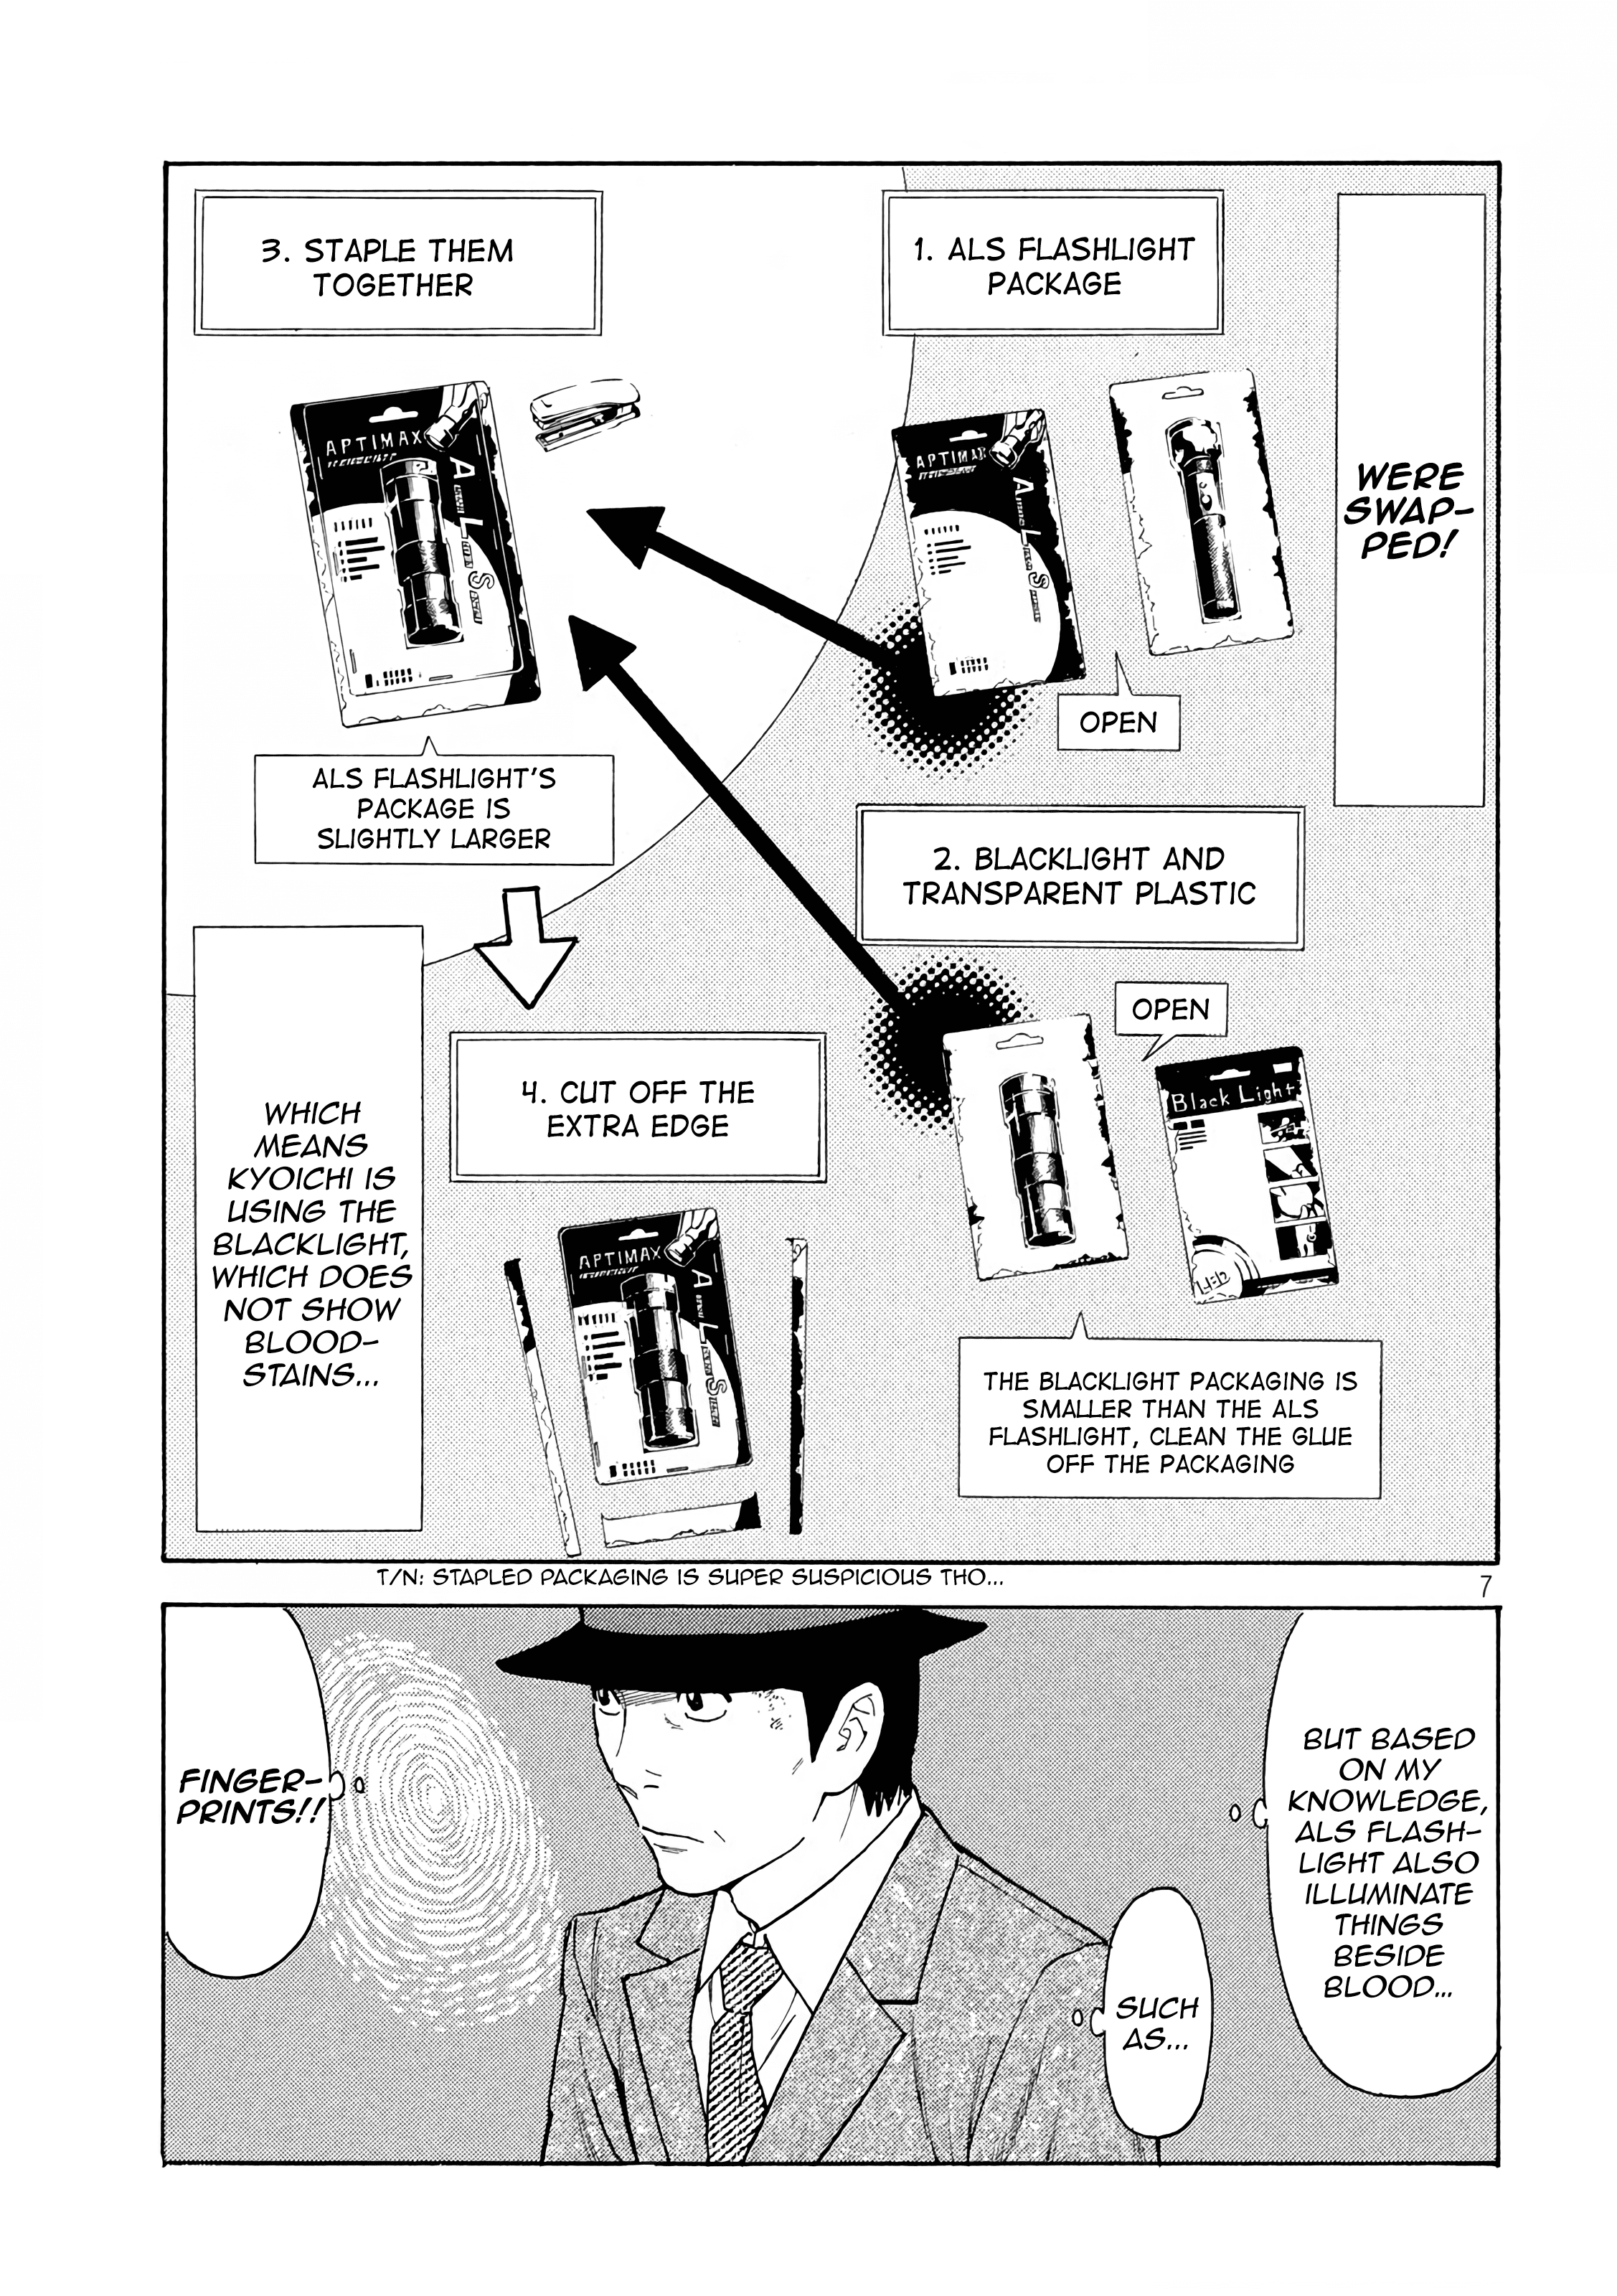 WERE
SWAP-
PED!
1. ALS FLASHLIGHT
PACKAGE
APTIMAX
A L S
OPEN
2. BLACKLIGHT AND
TRANSPARENT PLASTIC
OPEN
Black Light
THE BLACKLIGHT PACKAGING IS
SMALLER THAN THE ALS
FLASHLIGHT, CLEAN THE GLUE
OFF THE PACKAGING
3. STAPLE THEM
TOGETHER
APTIMAX
A L S
ALS FLASHLIGHT'S
PACKAGE IS
SLIGHTLY LARGER
4. CUT OFF THE
EXTRA EDGE
APTIMAX
A L S
WHICH
MEANS
KYOICHI IS
USING THE
BLACKLIGHT,
WHICH DOES
NOT SHOW
BLOOD-
STAINS...
T/N: STAPLED PACKAGING IS SUPER SUSPICIOUS THO...
7
BUT BASED
ON MY
KNOWLEDGE,
ALS FLASH-
LIGHT ALSO
ILLUMINATE
THINGS
BESIDE
BLOOD...
SUCH
AS...
FINGER-
PRINTS!!